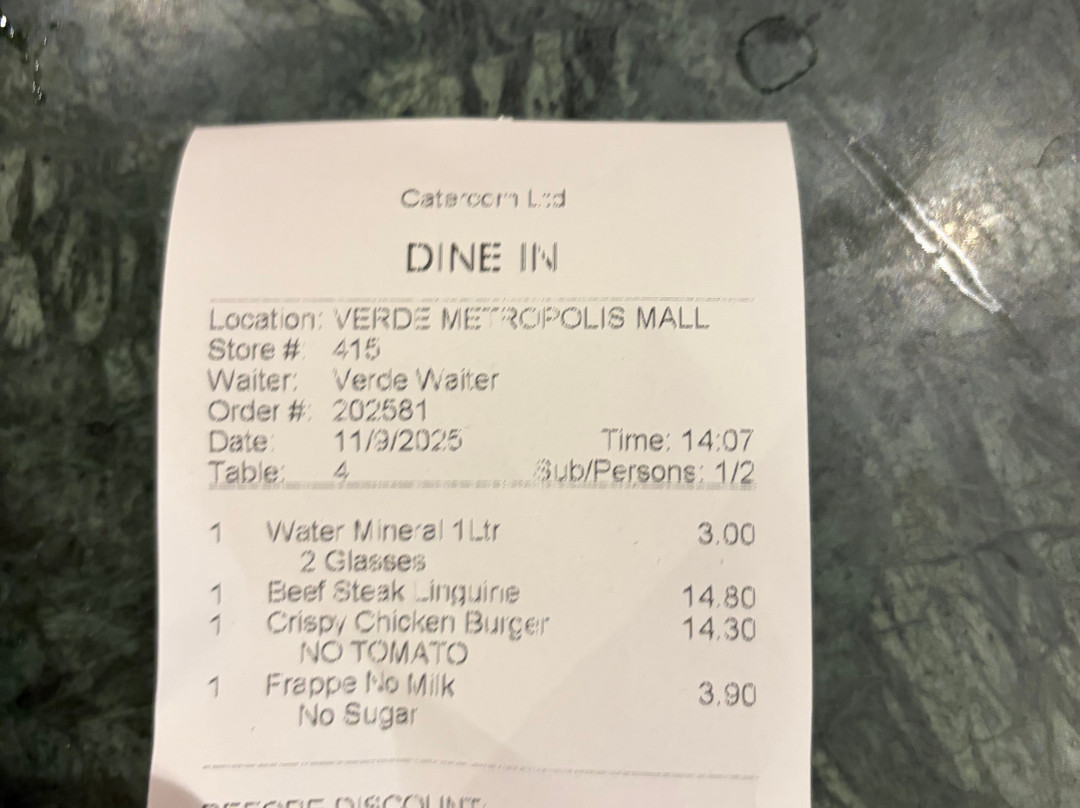 Catercorn Ltd
DINE IN
Location: VERDE METROPOLIS MALL
Store #: 415
Waiter: Verde Waiter
Order #: 202581
Date: 11/9/2025 Time: 14:07
Table: 4 Sub/Persons: 1/2
1 Water Mineral 1Ltr 3.00
2 Glasses
1 Beef Steak Linguine 14.80
1 Crispy Chicken Burger 14.30
NO TOMATO
1 Frappe No Milk 3.90
No Sugar
BEFORE DISCOUNT: